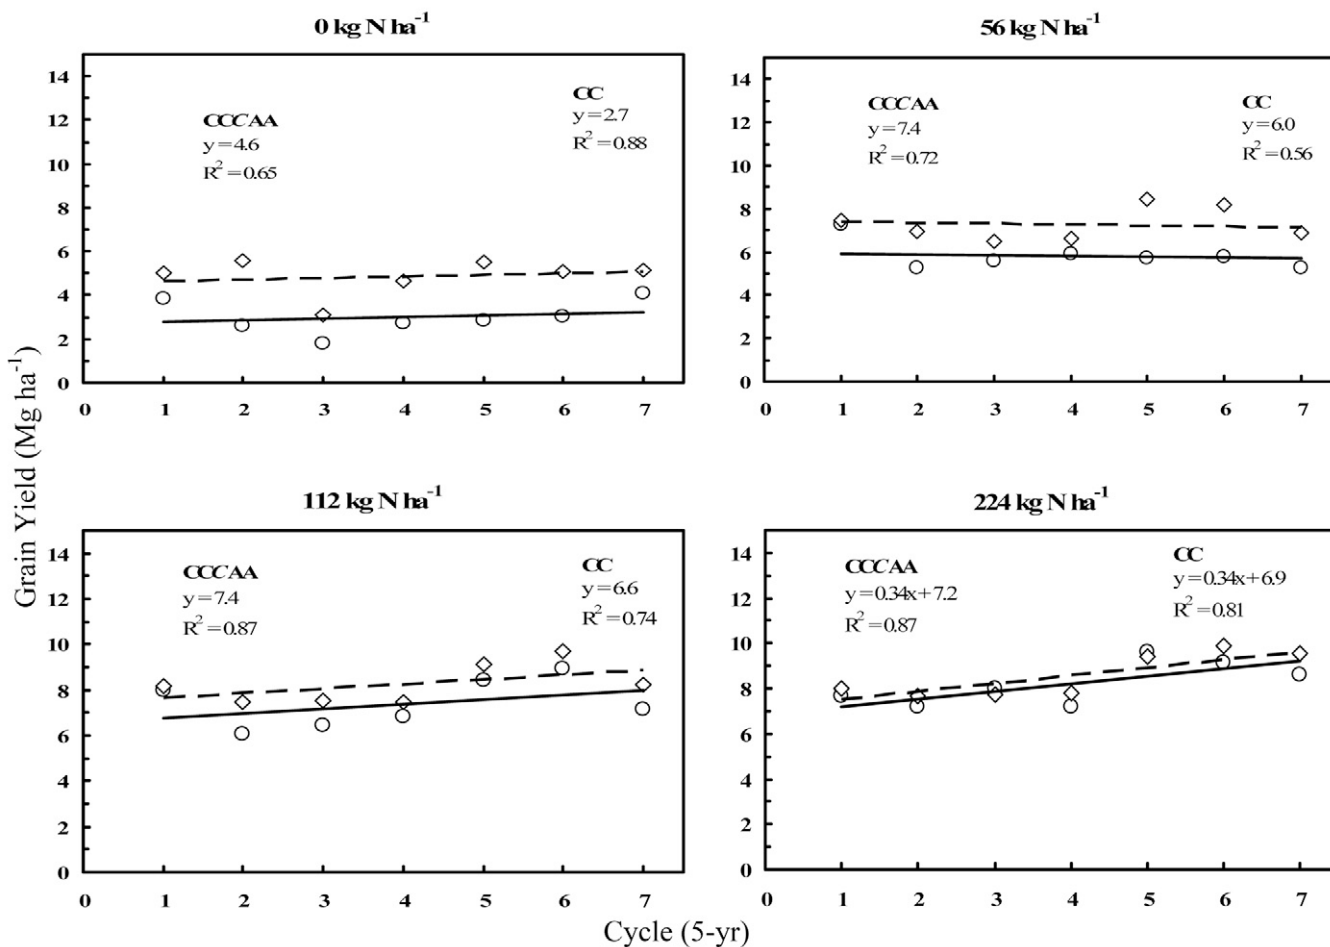 0 kg N ha⁻¹
CCCAA
y=4.6
R²=0.65
CC
y=2.7
R²=0.88
14
12
10
8
6
4
2
0
0 1 2 3 4 5 6 7
56 kg N ha⁻¹
CCCAA
y=7.4
R²=0.72
CC
y=6.0
R²=0.56
14
12
10
8
6
4
2
0
0 1 2 3 4 5 6 7
Grain Yield (Mg ha⁻¹)
112 kg N ha⁻¹
CCCAA
y=7.4
R²=0.87
CC
y=6.6
R²=0.74
14
12
10
8
6
4
2
0
0 1 2 3 4 5 6 7
224 kg N ha⁻¹
CCCAA
y=0.34x+7.2
R²=0.87
CC
y=0.34x+6.9
R²=0.81
14
12
10
8
6
4
2
0
0 1 2 3 4 5 6 7
Cycle (5-yr)